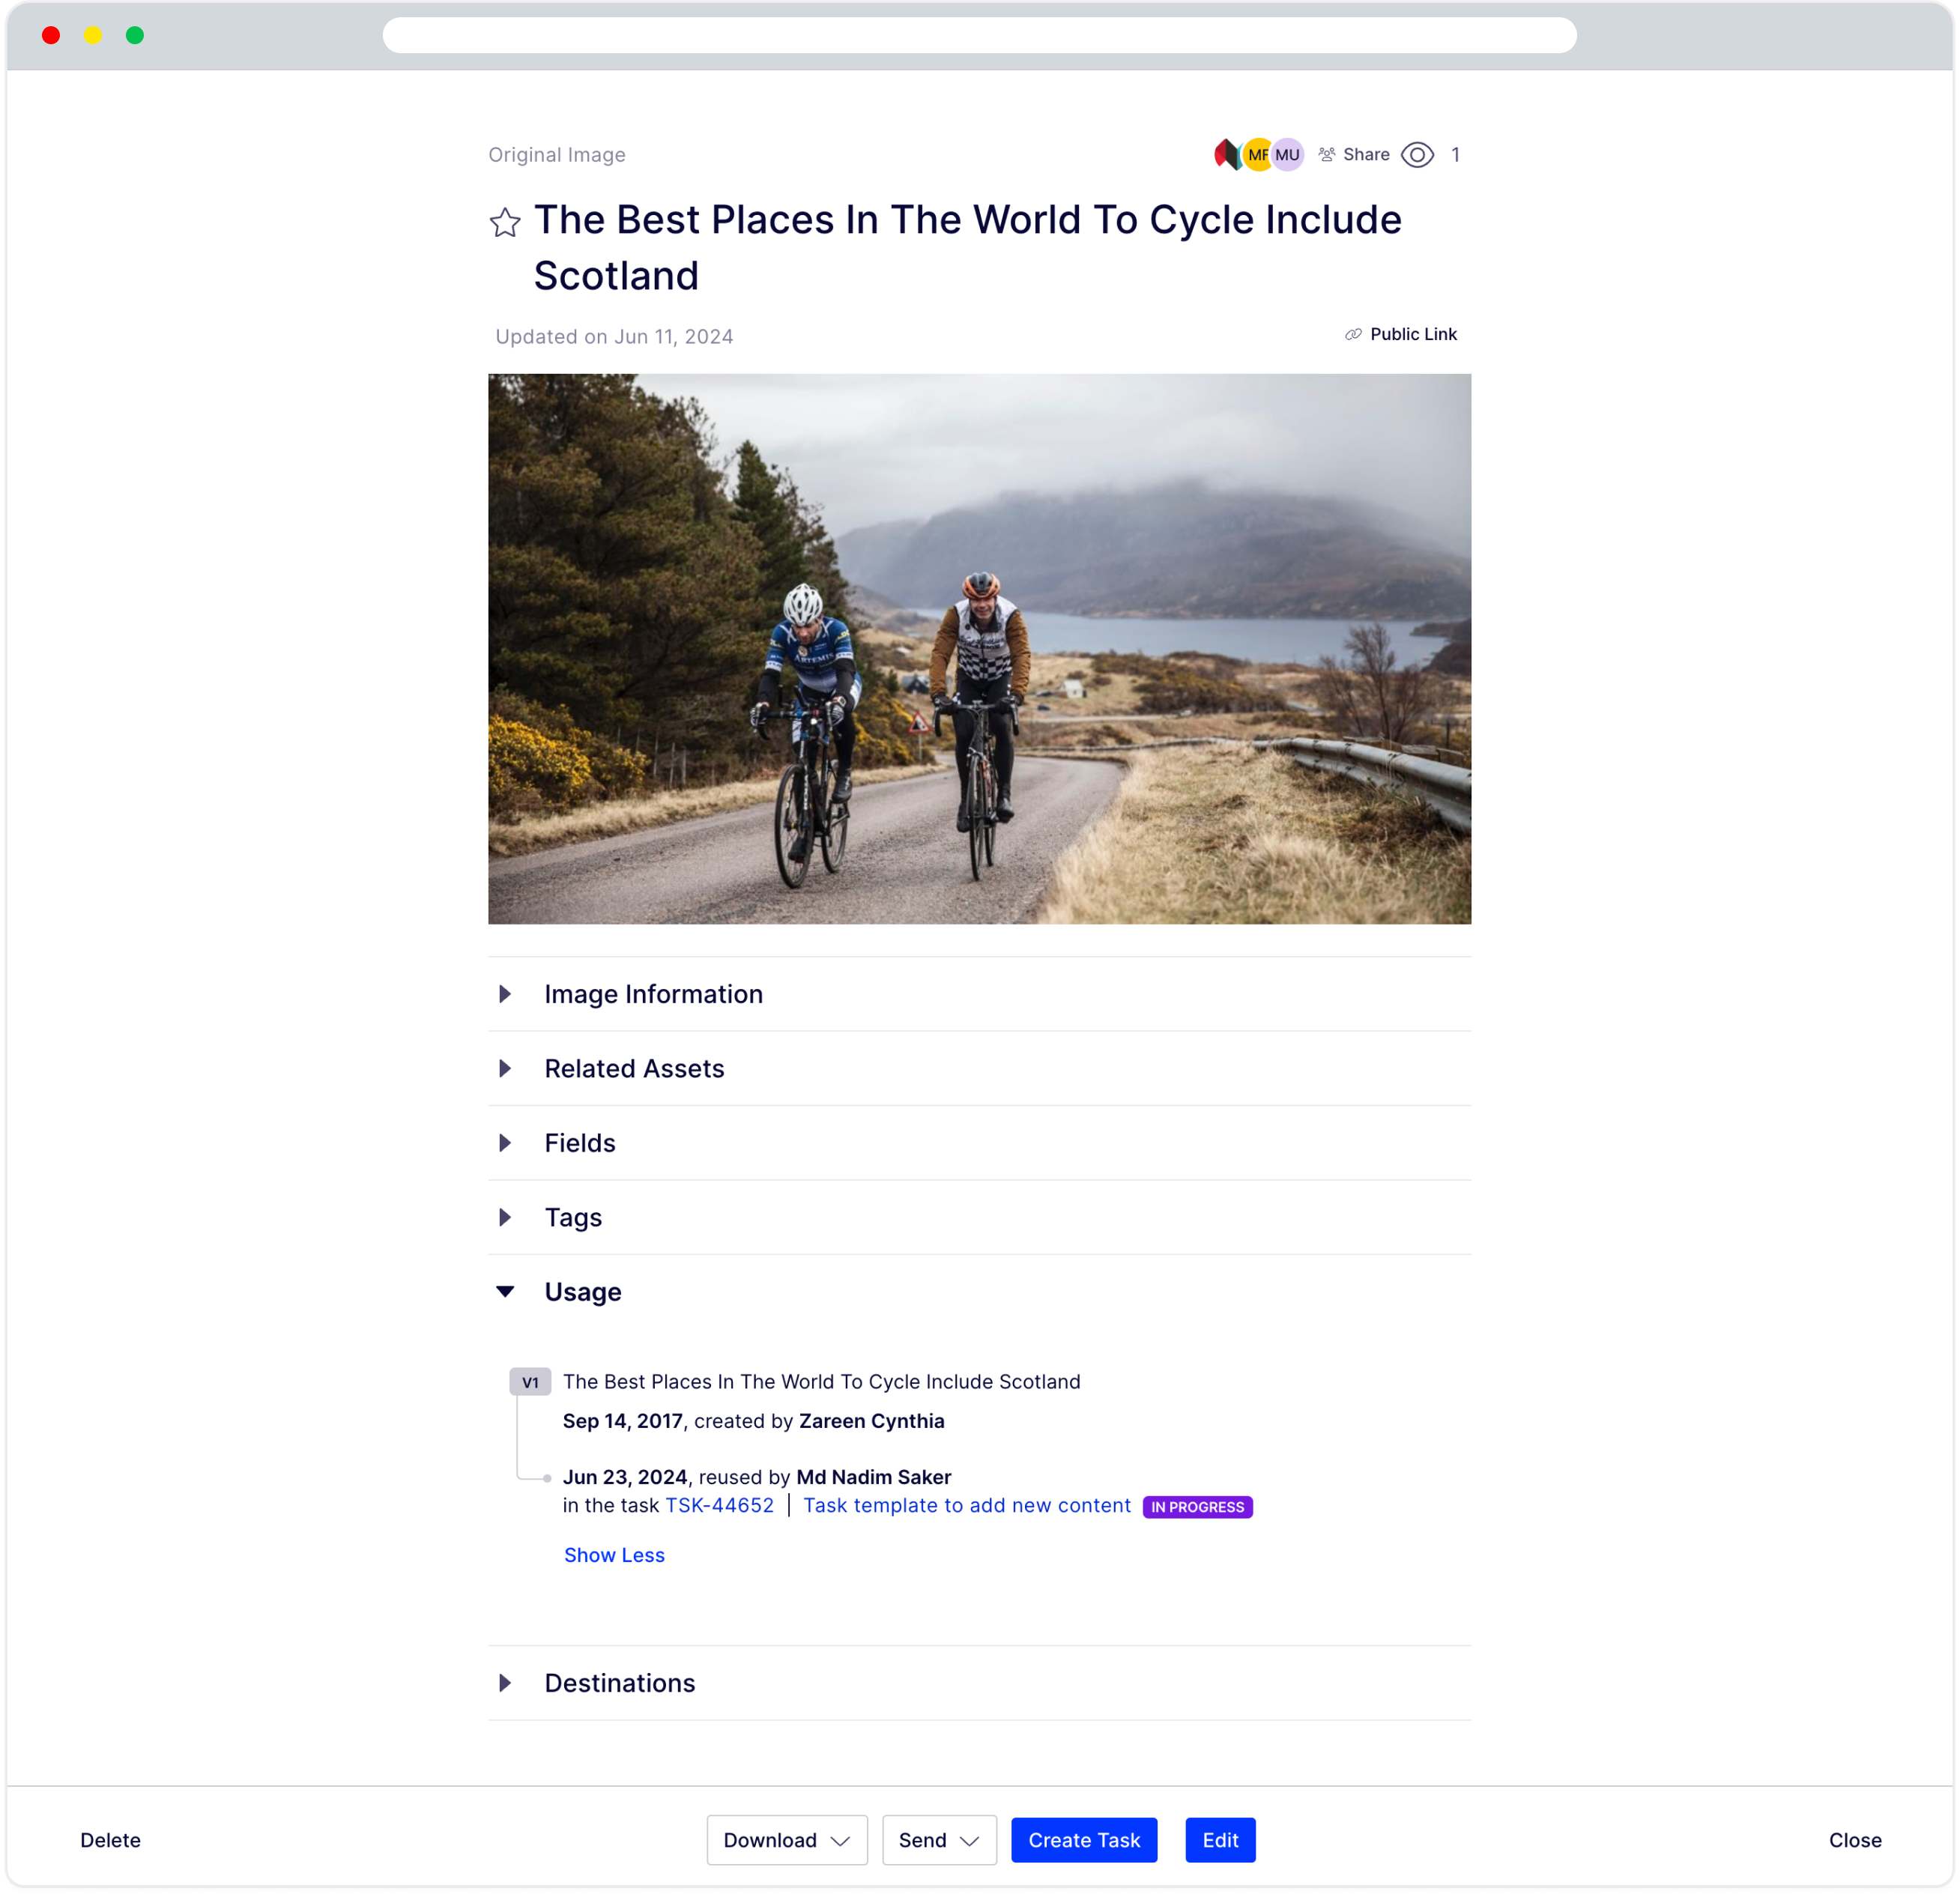 Original Image
MF MU Share 1
The Best Places In The World To Cycle Include
Scotland
Updated on Jun 11, 2024
Public Link
ARTEMIS
Image Information
Related Assets
Fields
Tags
Usage
V1 The Best Places In The World To Cycle Include Scotland
Sep 14, 2017, created by Zareen Cynthia
Jun 23, 2024, reused by Md Nadim Saker
in the task TSK-44652 | Task template to add new content IN PROGRESS
Show Less
Destinations
Delete
Download
Send
Create Task
Edit
Close